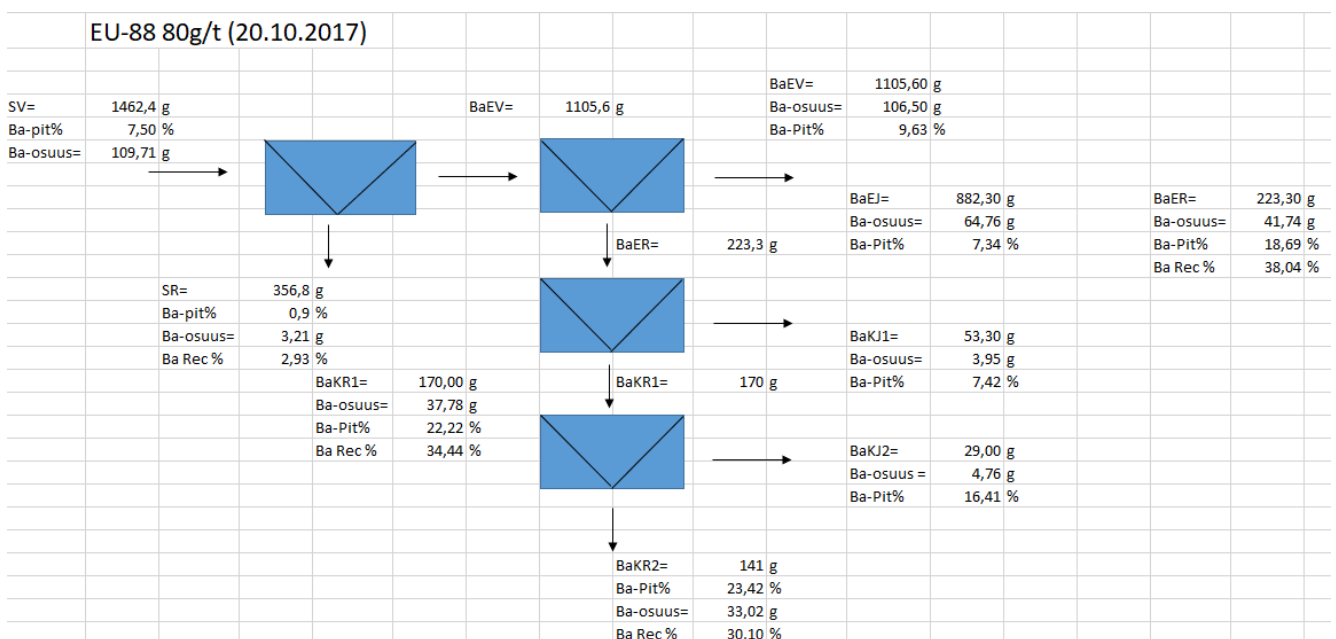 EU-88 80g/t (20.10.2017)
BaEV= 1105,60 g
SV= 1462,4 g BaEV= 1105,6 g Ba-osuus= 106,50 g
Ba-pit% 7,50 % Ba-Pit% 9,63 %
Ba-osuus= 109,71 g
BaEJ= 882,30 g BaER= 223,30 g
Ba-osuus= 64,76 g Ba-osuus= 41,74 g
BaER= 223,3 g Ba-Pit% 7,34 % Ba-Pit% 18,69 %
Ba Rec % 38,04 %
SR= 356,8 g
Ba-pit% 0,9 %
Ba-osuus= 3,21 g BaKJ1= 53,30 g
Ba Rec % 2,93 % Ba-osuus= 3,95 g
BaKR1= 170,00 g BaKR1= 170 g Ba-Pit% 7,42 %
Ba-osuus= 37,78 g
Ba-Pit% 22,22 %
Ba Rec % 34,44 % BaKJ2= 29,00 g
Ba-osuus = 4,76 g
Ba-Pit% 16,41 %
BaKR2= 141 g
Ba-Pit% 23,42 %
Ba-osuus= 33,02 g
Ba Rec % 30,10 %